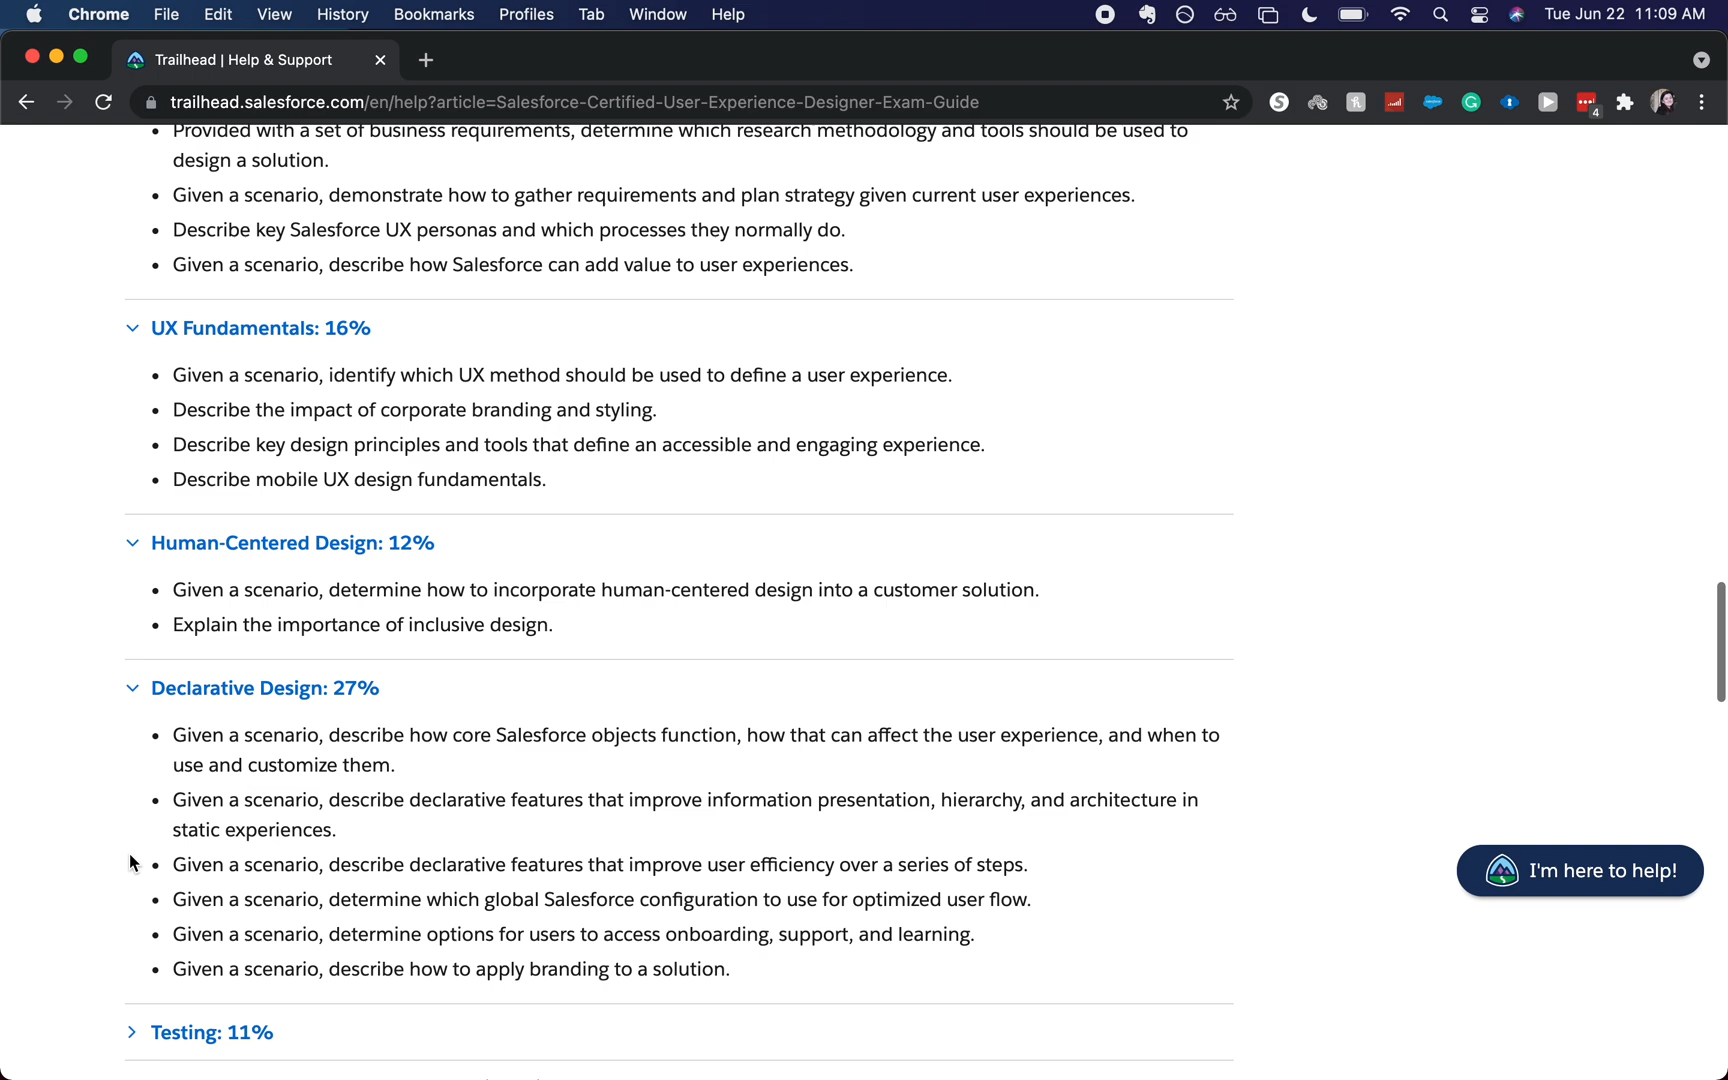 Chrome File Edit View History Bookmarks Profiles Tab Window Help Tue Jun 22 11:09 AM
Trailhead | Help & Support
trailhead.salesforce.com/en/help?article=Salesforce-Certified-User-Experience-Designer-Exam-Guide
4
• Provided with a set of business requirements, determine which research methodology and tools should be used to
design a solution.
• Given a scenario, demonstrate how to gather requirements and plan strategy given current user experiences.
• Describe key Salesforce UX personas and which processes they normally do.
• Given a scenario, describe how Salesforce can add value to user experiences.
UX Fundamentals: 16%
• Given a scenario, identify which UX method should be used to define a user experience.
• Describe the impact of corporate branding and styling.
• Describe key design principles and tools that define an accessible and engaging experience.
• Describe mobile UX design fundamentals.
Human-Centered Design: 12%
• Given a scenario, determine how to incorporate human-centered design into a customer solution.
• Explain the importance of inclusive design.
Declarative Design: 27%
• Given a scenario, describe how core Salesforce objects function, how that can affect the user experience, and when to
use and customize them.
• Given a scenario, describe declarative features that improve information presentation, hierarchy, and architecture in
static experiences.
• Given a scenario, describe declarative features that improve user efficiency over a series of steps.
• Given a scenario, determine which global Salesforce configuration to use for optimized user flow.
• Given a scenario, determine options for users to access onboarding, support, and learning.
• Given a scenario, describe how to apply branding to a solution.
I'm here to help!
Testing: 11%